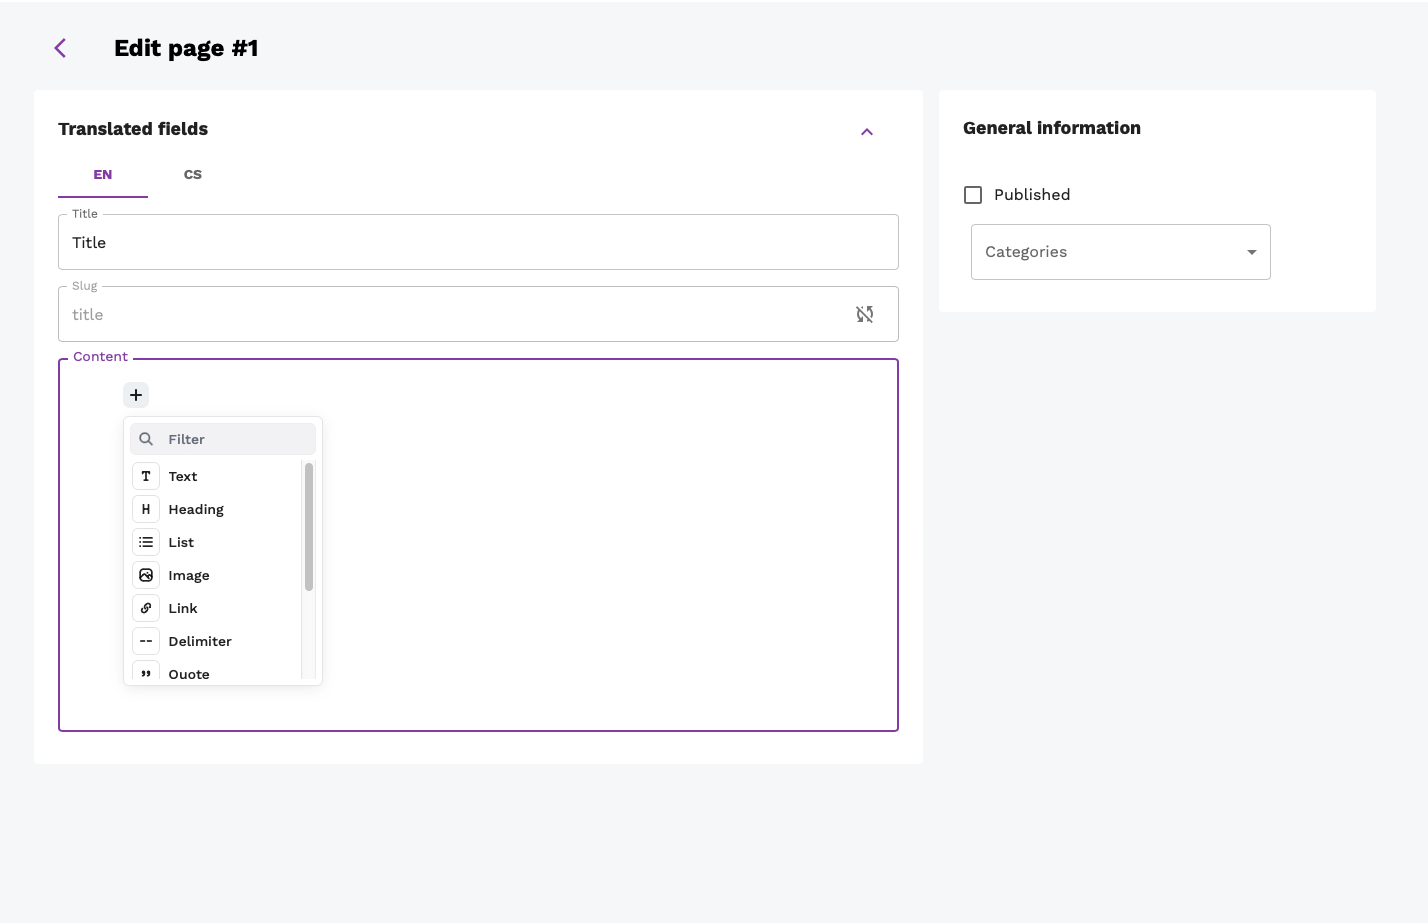 Edit page #1
Translated fields
EN
CS
Title
Title
Slug
title
Content
Filter
Text
Heading
List
Image
Link
Delimiter
Quote
General information
Published
Categories